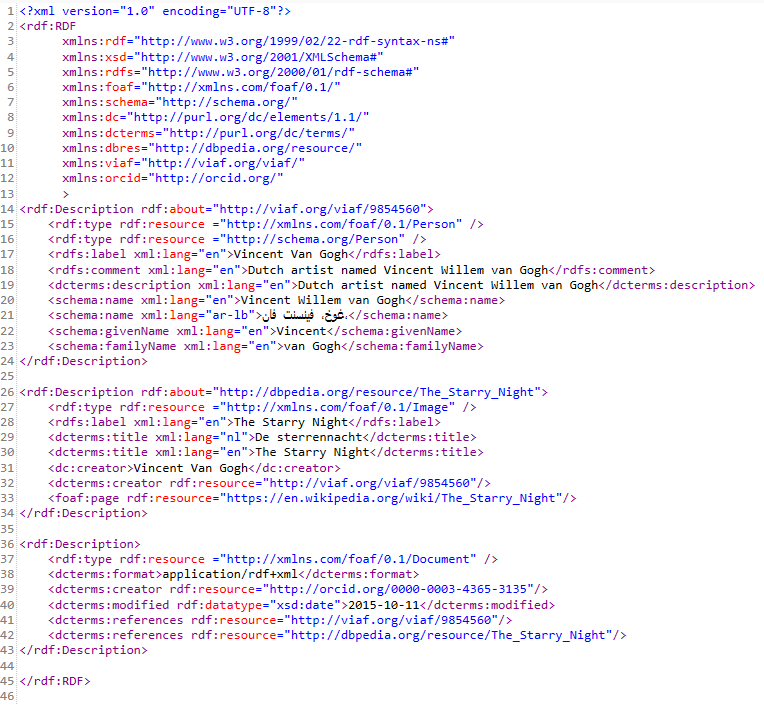 1 <?xml version="1.0" encoding="UTF-8"?>
2 <rdf:RDF
3 xmlns:rdf="http://www.w3.org/1999/02/22-rdf-syntax-ns#"
4 xmlns:xsd="http://www.w3.org/2001/XMLSchema#"
5 xmlns:rdfs="http://www.w3.org/2000/01/rdf-schema#"
6 xmlns:foaf="http://xmlns.com/foaf/0.1/"
7 xmlns:schema="http://schema.org/"
8 xmlns:dc="http://purl.org/dc/elements/1.1/"
9 xmlns:dcterms="http://purl.org/dc/terms/"
10 xmlns:dbres="http://dbpedia.org/resource/"
11 xmlns:viaf="http://viaf.org/viaf/"
12 xmlns:orcid="http://orcid.org/"
13 >
14 <rdf:Description rdf:about="http://viaf.org/viaf/9854560">
15 <rdf:type rdf:resource ="http://xmlns.com/foaf/0.1/Person" />
16 <rdf:type rdf:resource ="http://schema.org/Person" />
17 <rdfs:label xml:lang="en">Vincent Van Gogh</rdfs:label>
18 <rdfs:comment xml:lang="en">Dutch artist named Vincent Willem van Gogh</rdfs:comment>
19 <dcterms:description xml:lang="en">Dutch artist named Vincent Willem van Gogh</dcterms:description>
20 <schema:name xml:lang="en">Vincent Willem van Gogh</schema:name>
21 <schema:name xml:lang="ar-lb">غوخ، فينسنت فان،</schema:name>
22 <schema:givenName xml:lang="en">Vincent</schema:givenName>
23 <schema:familyName xml:lang="en">van Gogh</schema:familyName>
24 </rdf:Description>
25
26 <rdf:Description rdf:about="http://dbpedia.org/resource/The_Starry_Night">
27 <rdf:type rdf:resource ="http://xmlns.com/foaf/0.1/Image" />
28 <rdfs:label xml:lang="en">The Starry Night</rdfs:label>
29 <dcterms:title xml:lang="nl">De sterrennacht</dcterms:title>
30 <dcterms:title xml:lang="en">The Starry Night</dcterms:title>
31 <dc:creator>Vincent Van Gogh</dc:creator>
32 <dcterms:creator rdf:resource="http://viaf.org/viaf/9854560"/>
33 <foaf:page rdf:resource="https://en.wikipedia.org/wiki/The_Starry_Night"/>
34 </rdf:Description>
35
36 <rdf:Description>
37 <rdf:type rdf:resource ="http://xmlns.com/foaf/0.1/Document" />
38 <dcterms:format>application/rdf+xml</dcterms:format>
39 <dcterms:creator rdf:resource="http://orcid.org/0000-0003-4365-3135"/>
40 <dcterms:modified rdf:datatype="xsd:date">2015-10-11</dcterms:modified>
41 <dcterms:references rdf:resource="http://viaf.org/viaf/9854560"/>
42 <dcterms:references rdf:resource="http://dbpedia.org/resource/The_Starry_Night"/>
43 </rdf:Description>
44
45 </rdf:RDF>
46